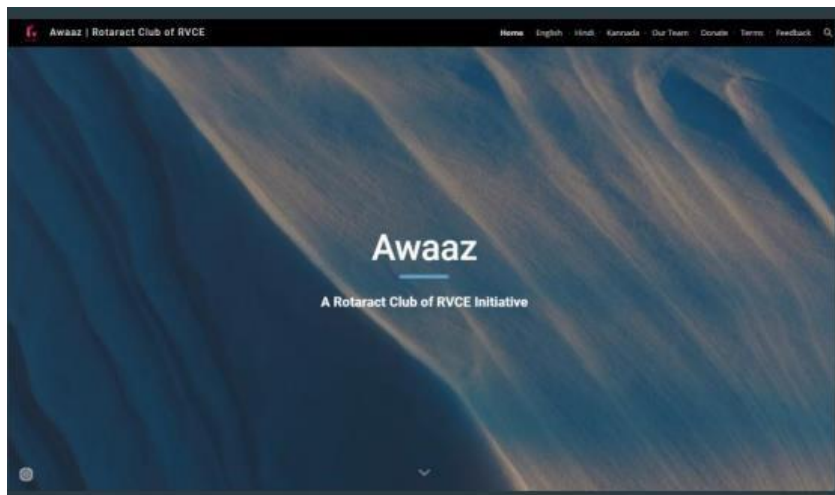 Awaaz | Rotaract Club of RVCE
Home English Hindi Kannada Our Team Donate Terms Feedback
Awaaz
A Rotaract Club of RVCE Initiative